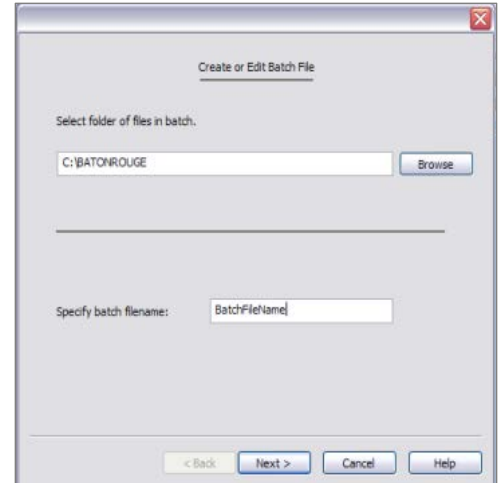 Create or Edit Batch File
Select folder of files in batch.
C:\BATONROUGE
Browse
Specify batch filename:
BatchFileName
< Back
Next >
Cancel
Help